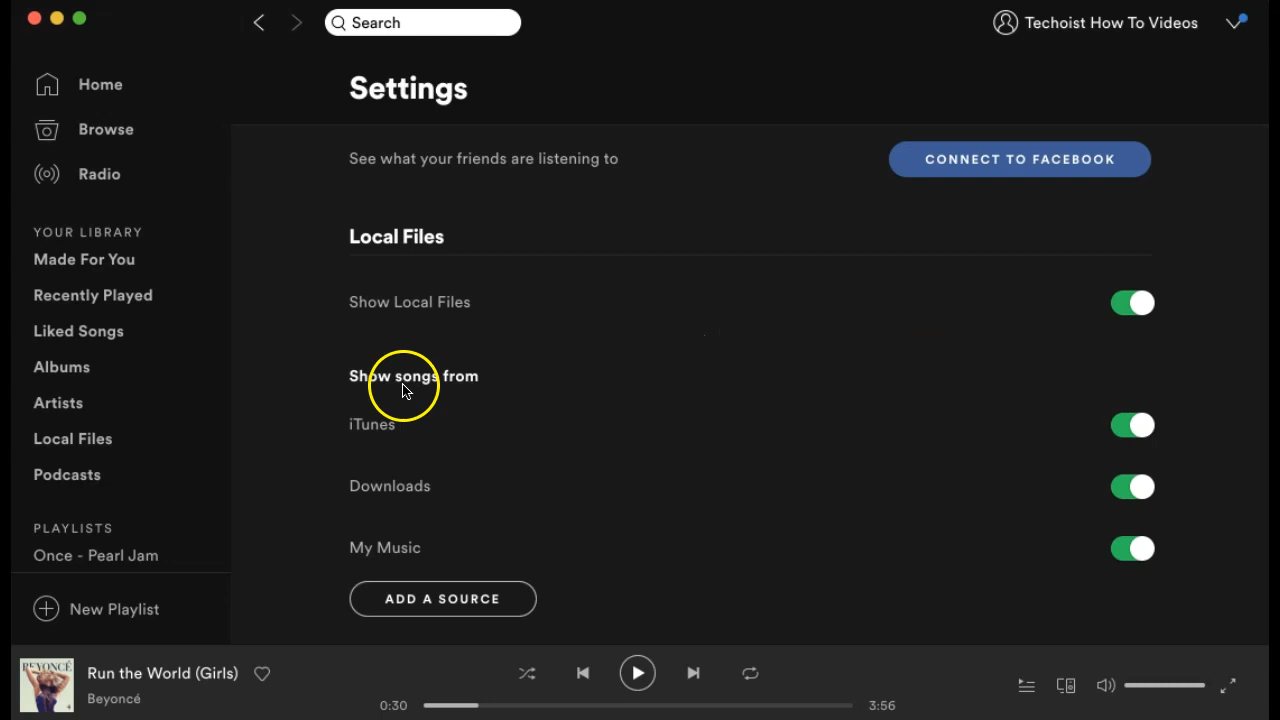 Search
Techoist How To Videos
Home
Browse
Radio
YOUR LIBRARY
Made For You
Recently Played
Liked Songs
Albums
Artists
Local Files
Podcasts
PLAYLISTS
Once - Pearl Jam
New Playlist
Settings
See what your friends are listening to
CONNECT TO FACEBOOK
Local Files
Show Local Files
Show songs from
iTunes
Downloads
My Music
ADD A SOURCE
BEYONCÉ
Run the World (Girls)
Beyoncé
0:30
3:56